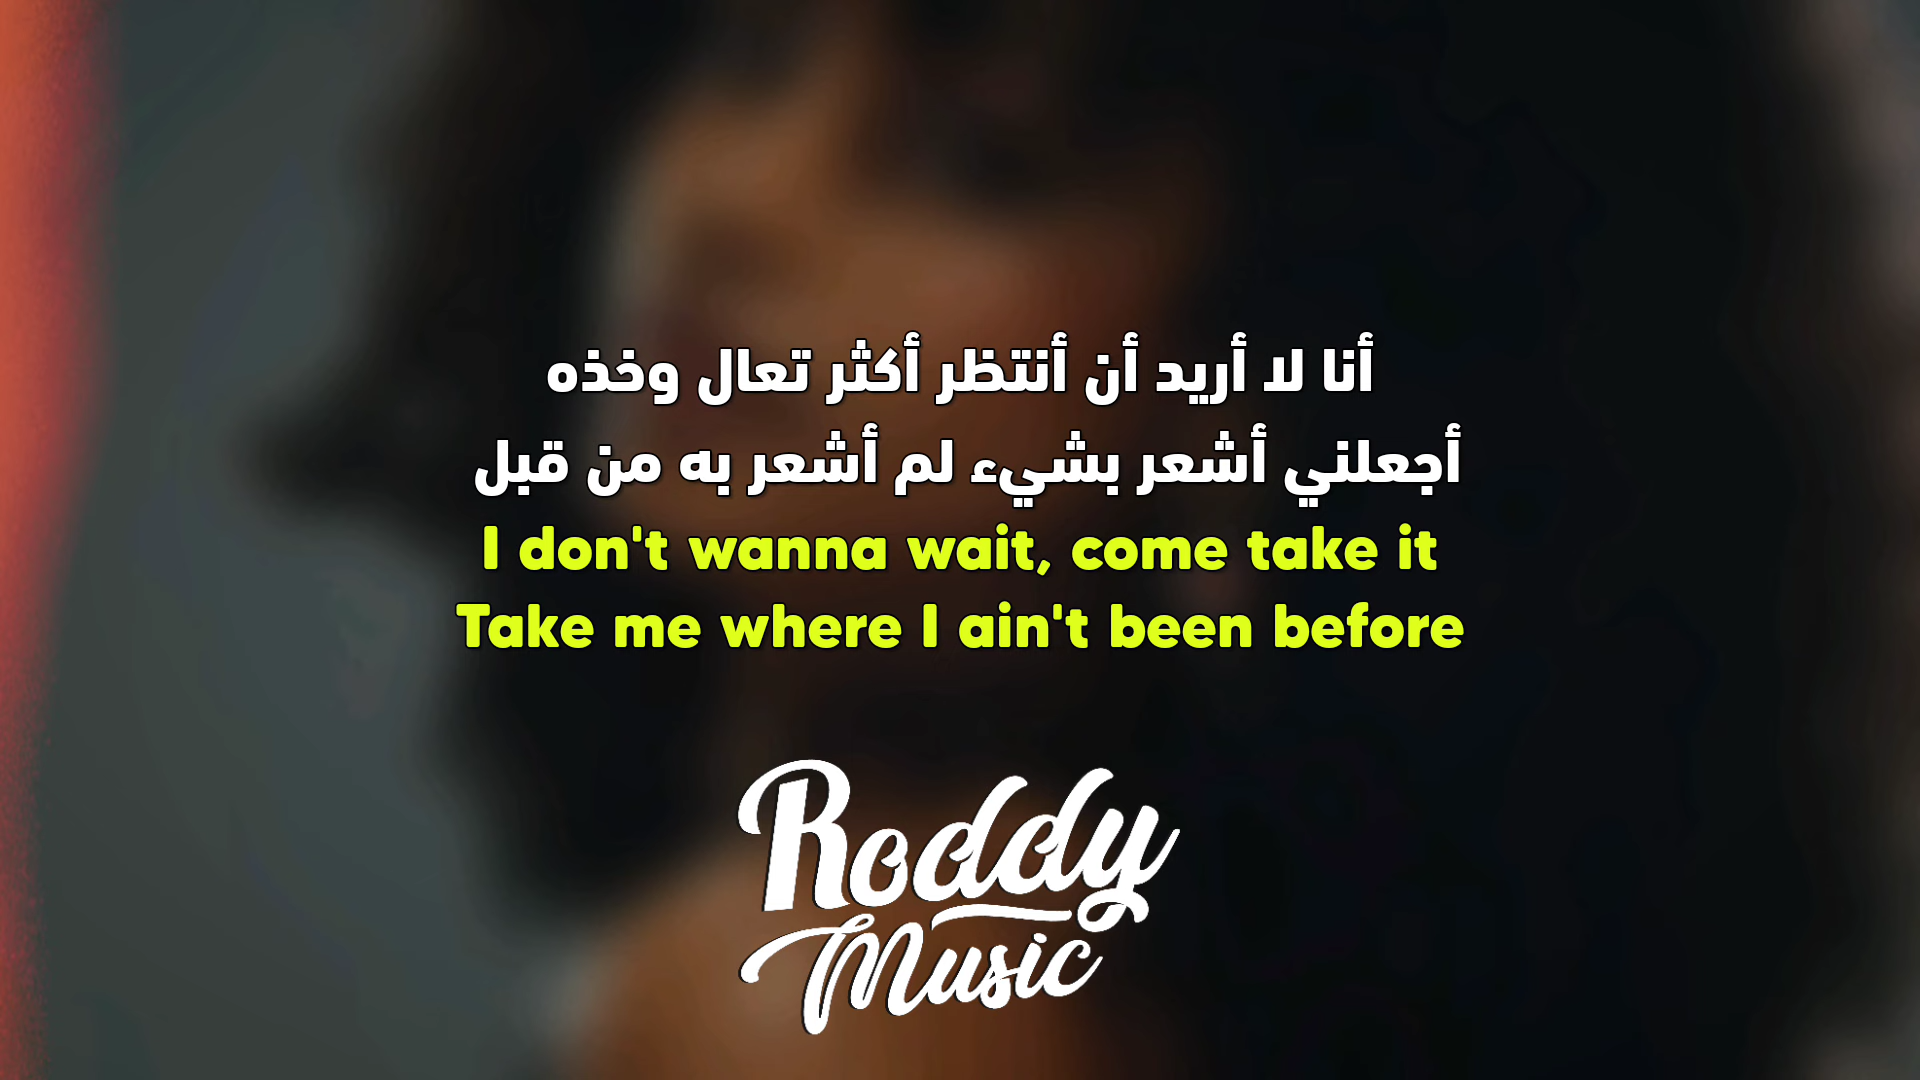 أنا لا أريد أن أنتظر أكثر تعال وخذه
أجعلني أشعر بشيء لم أشعر به من قبل
I don't wanna wait, come take it
Take me where I ain't been before
Roddy
Music